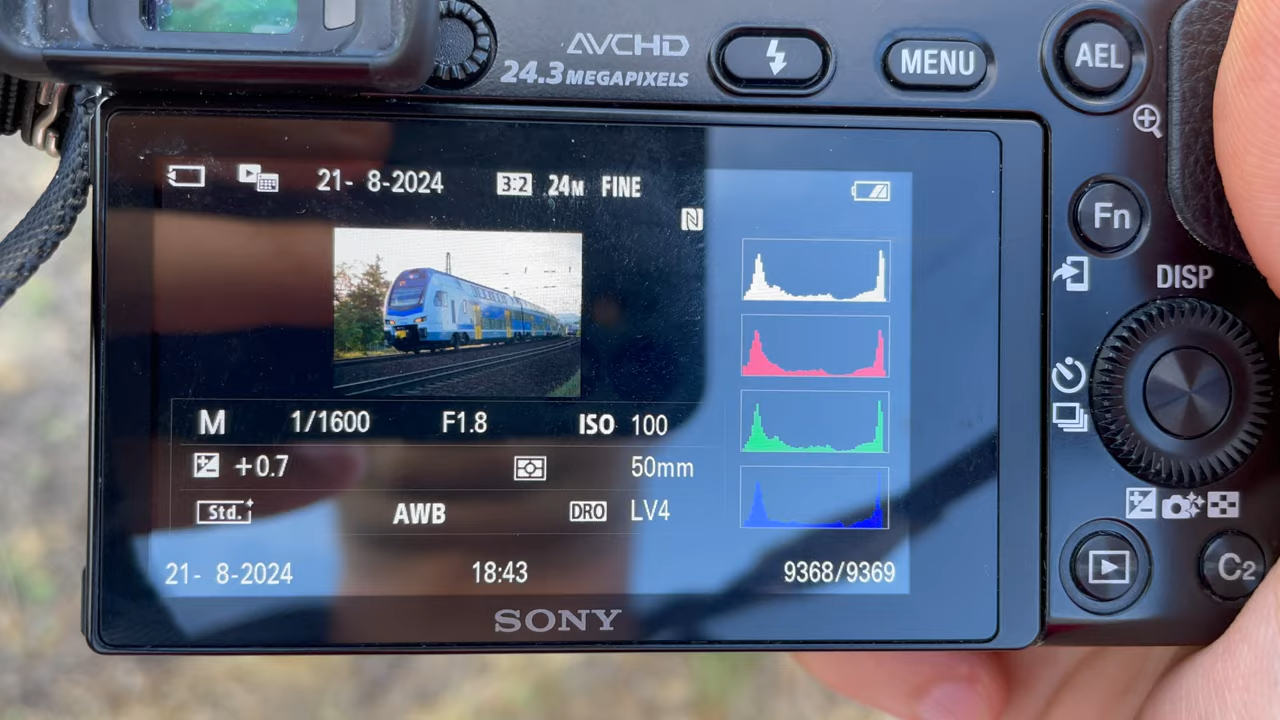 AVCHD
24.3 MEGAPIXELS
MENU
AEL
21- 8-2024
3:2 24M FINE
N
Fn
DISP
M 1/1600 F1.8 ISO 100
+0.7 50mm
Std.+ AWB DRO LV4
21- 8-2024 18:43 9368/9369
C2
SONY